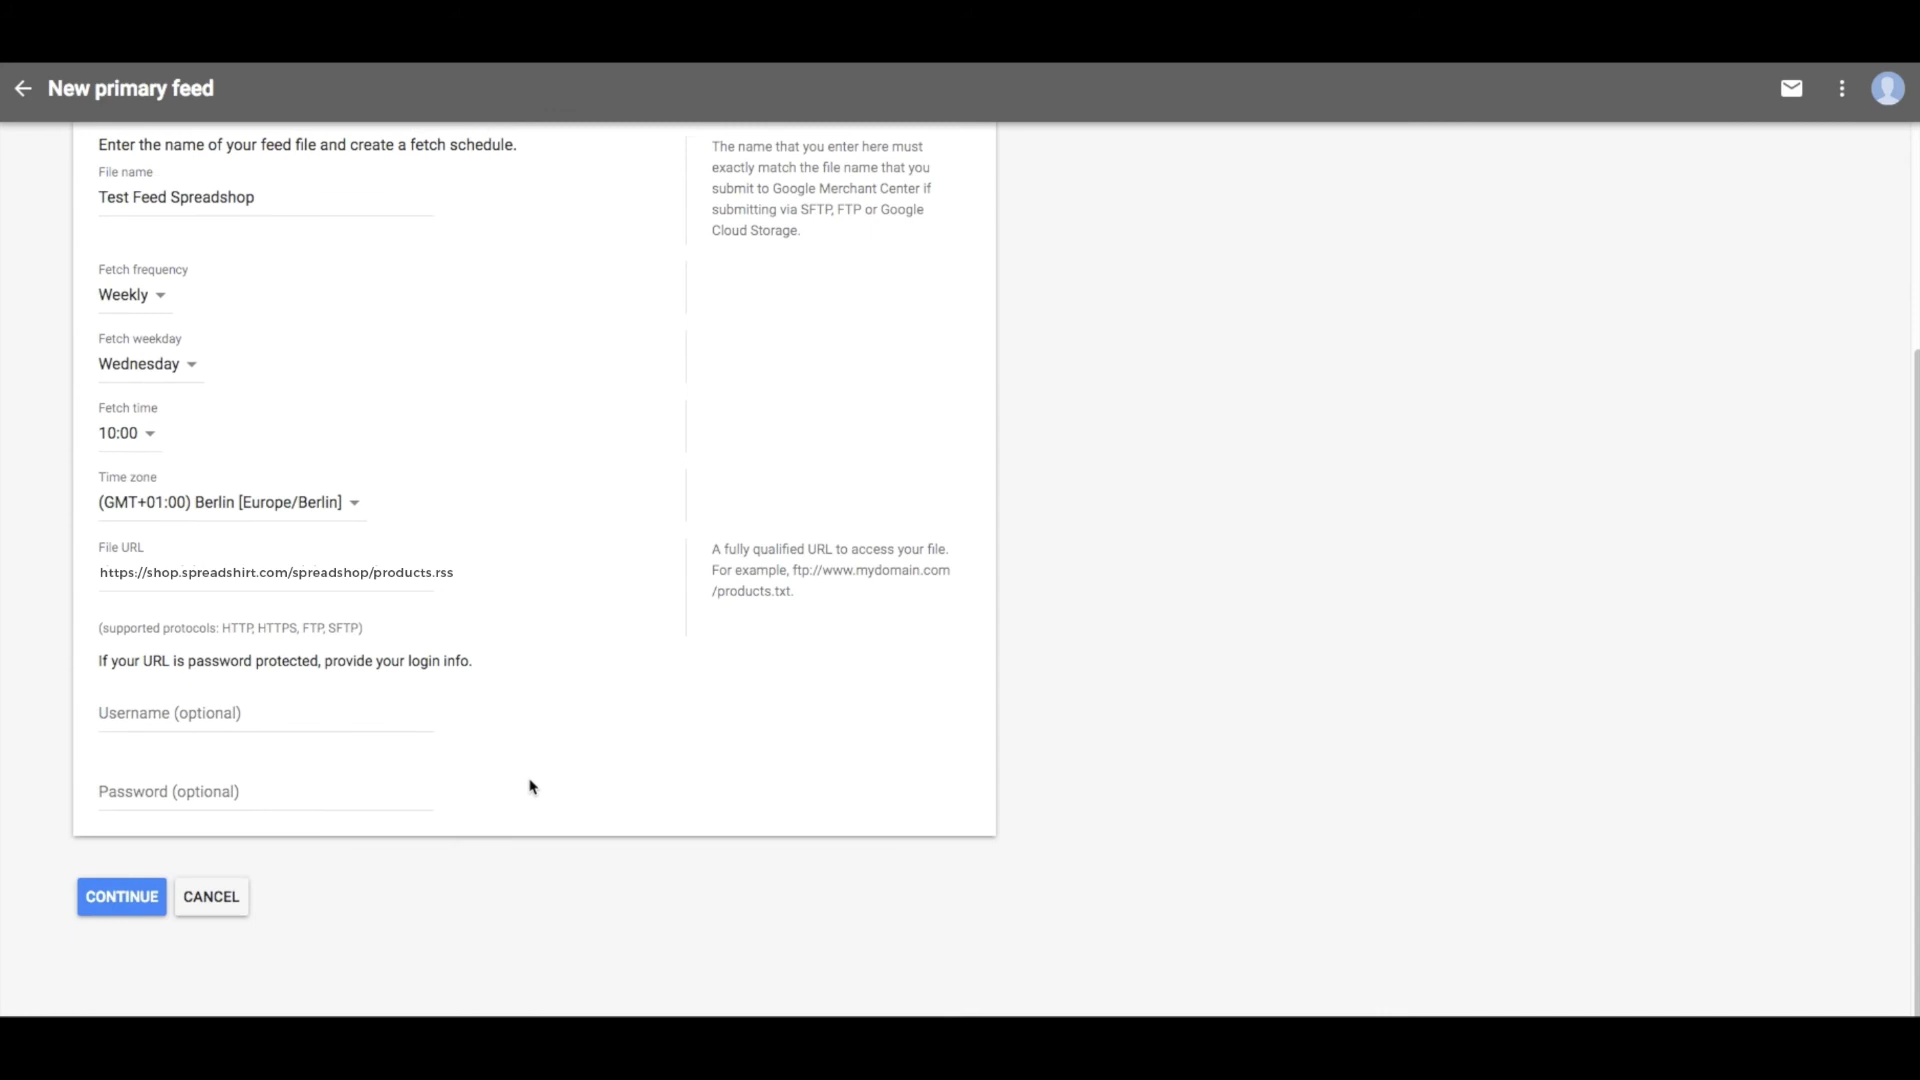 New primary feed
Enter the name of your feed file and create a fetch schedule.
File name
Test Feed Spreadshop
The name that you enter here must
exactly match the file name that you
submit to Google Merchant Center if
submitting via SFTP, FTP or Google
Cloud Storage.
Fetch frequency
Weekly
Fetch weekday
Wednesday
Fetch time
10:00
Time zone
(GMT+01:00) Berlin [Europe/Berlin]
File URL
https://shop.spreadshirt.com/spreadshop/products.rss
A fully qualified URL to access your file.
For example, ftp://www.mydomain.com
/products.txt.
(supported protocols: HTTP, HTTPS, FTP, SFTP)
If your URL is password protected, provide your login info.
Username (optional)
Password (optional)
CONTINUE CANCEL